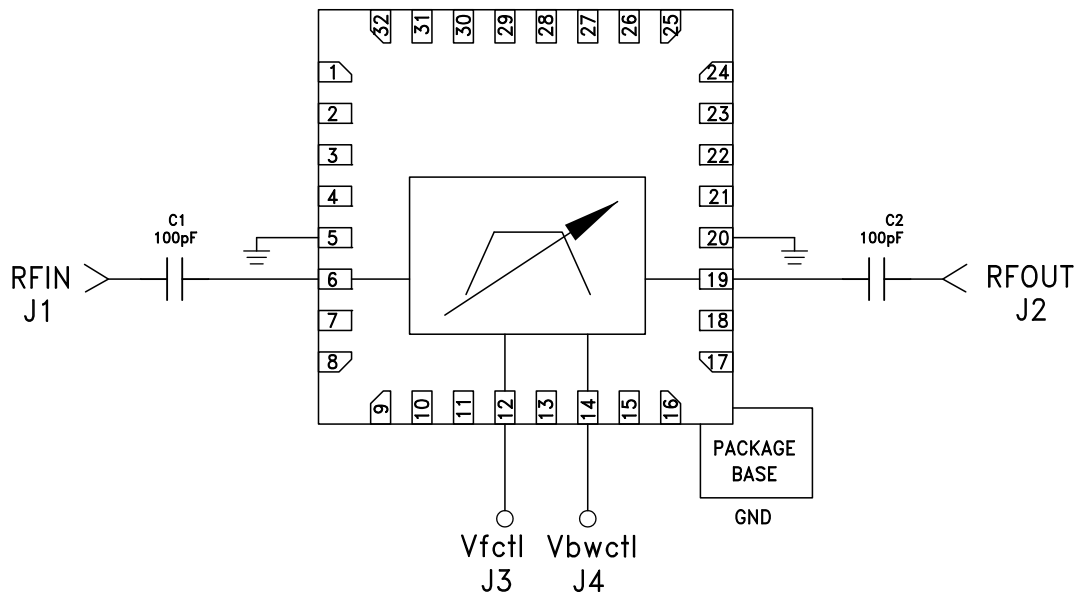 32 31 30 29 28 27 26 25
1 24
2 23
3 22
4 21
C1
100pF
5 20
C2
100pF
RFIN
J1
6 19
RFOUT
J2
7 18
8 17
9 10 11 12 13 14 15 16
PACKAGE
BASE
GND
Vfctl Vbwctl
J3 J4